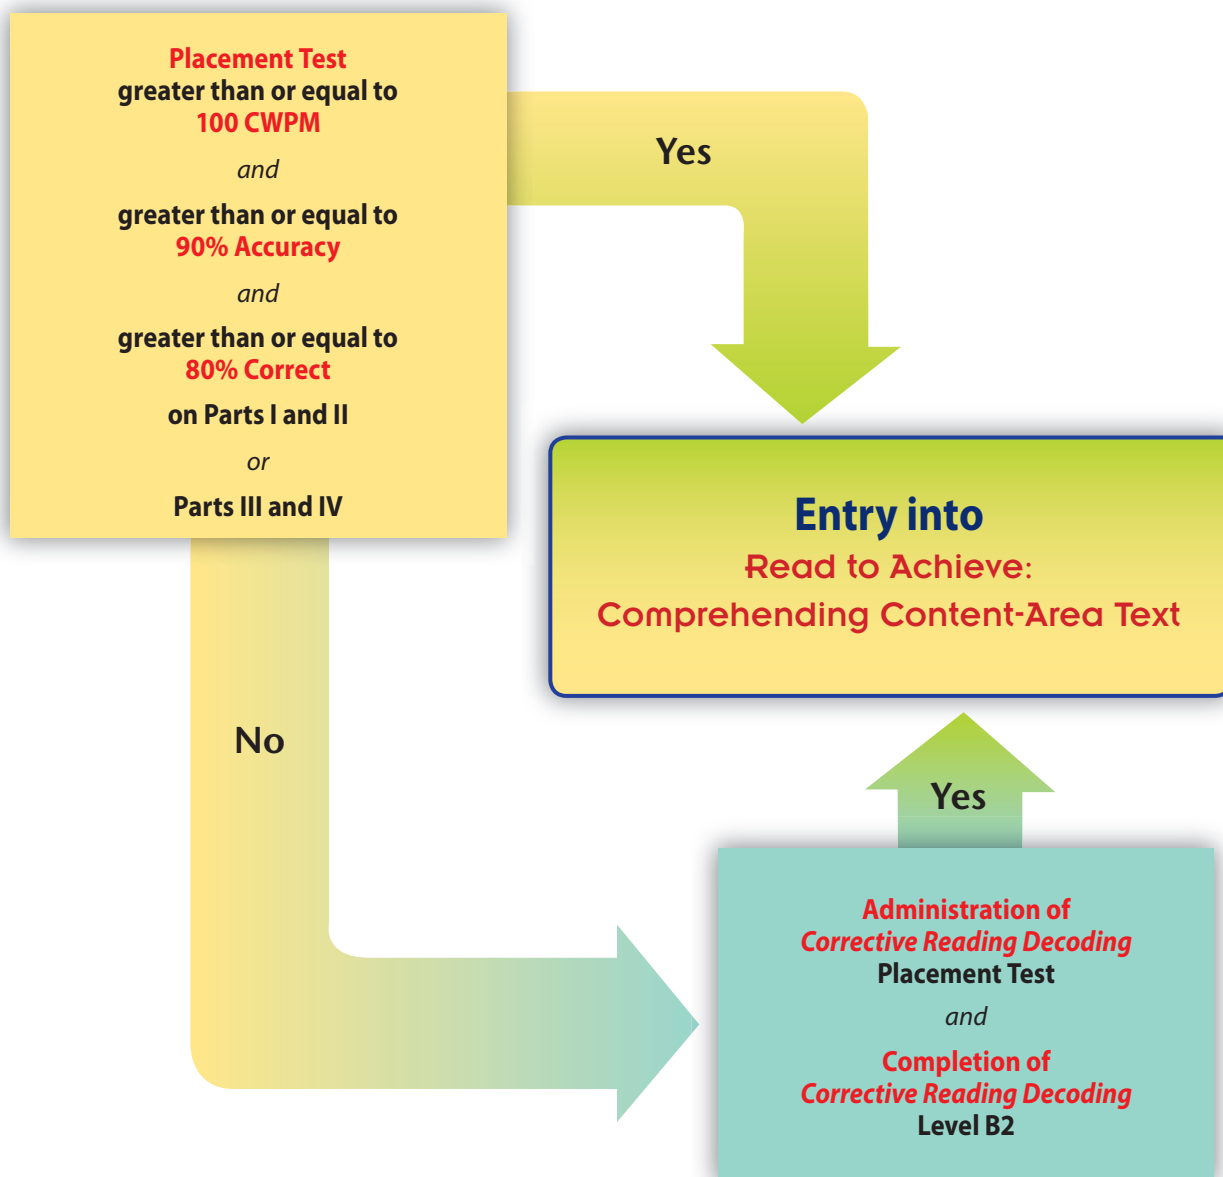 Placement Test
greater than or equal to
100 CWPM
and
greater than or equal to
90% Accuracy
and
greater than or equal to
80% Correct
on Parts I and II
or
Parts III and IV
Yes
Entry into
Read to Achieve:
Comprehending Content-Area Text
No
Yes
Administration of
Corrective Reading Decoding
Placement Test
and
Completion of
Corrective Reading Decoding
Level B2